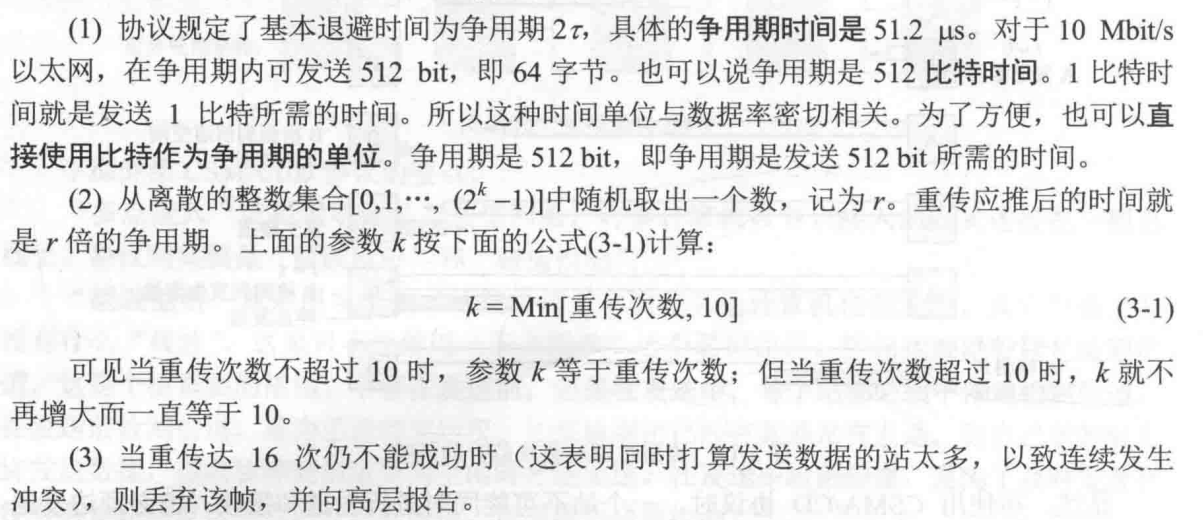 (1) 协议规定了基本退避时间为争用期 2τ，具体的争用期时间是 51.2 μs。对于 10 Mbit/s
以太网，在争用期内可发送 512 bit，即 64 字节。也可以说争用期是 512 比特时间。1 比特时
间就是发送 1 比特所需的时间。所以这种时间单位与数据率密切相关。为了方便，也可以直
接使用比特作为争用期的单位。争用期是 512 bit，即争用期是发送 512 bit 所需的时间。
(2) 从离散的整数集合[0,1,⋯, (2^k −1)]中随机取出一个数，记为 r。重传应推后的时间就
是 r 倍的争用期。上面的参数 k 按下面的公式(3-1)计算：
k = Min[重传次数, 10] (3-1)
可见当重传次数不超过 10 时，参数 k 等于重传次数；但当重传次数超过 10 时，k 就不
再增大而一直等于 10。
(3) 当重传达 16 次仍不能成功时（这表明同时打算发送数据的站太多，以致连续发生
冲突），则丢弃该帧，并向高层报告。